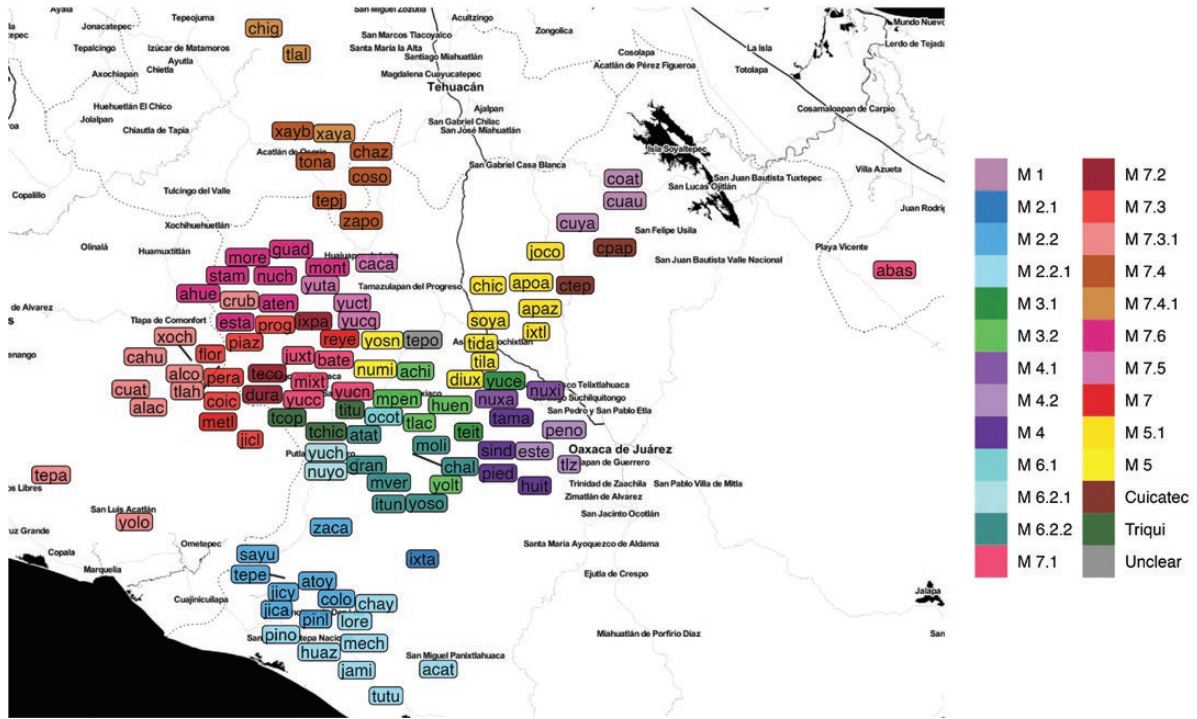 Ayala
Tepeojuma
San Miguel Zozutla
Acultzingo
Mundo Nuevo
Jonacatepec
chig
San Marcos Tlacoyalco
Zongolica
Lerdo de Tejada
Tepalcingo
Izúcar de Matamoros
Santa María la Alta
Cosolapa
La Isla
Ayutla
tlal
Santiago Miahuatlán
Acatlán de Pérez Figueroa
Totolapa
Axochiapan
Chietla
Magdalena Cuayucatepec
Tehuacán
Huehuetlán El Chico
Ajalpan
Cosamaloapan de Carpio
Jolalpan
San Gabriel Chilac
Chiautla de Tapia
xayb
xaya
San José Miahuatlán
Isla Soyaltepec
chaz
tona
San Gabriel Casa Blanca
Villa Azueta
coso
coat
San Juan Bautista Tuxtepec
Copalillo
Tulcingo del Valle
San Lucas Ojitlán
tepj
cuau
Xochihuehuetlán
zapo
cuya
San Felipe Usila
Olinalá
Huamuxtitlán
quad
joco
cpap
Playa Vicente
more
mont
caca
San Juan Bautista Valle Nacional
abas
stam
nuch
yuta
Tamazulapan del Progreso
chic
apoa
ctep
ahue
crub
aten
yuct
apaz
esta
prog
ixpa
yucq
soya
ixtl
Tlapa de Comonfort
xoch
piaz
reye
yosn
tepo
tida
cahu
flor
juxt
bate
tila
alco
pera
teco
numi
achi
diux
yuce
cuat
tlah
mixt
nuxi
alac
coic
dura
yucc
yucn
mpen
huen
nuxa
San Pedro y San Pablo Etla
metl
tcop
titu
ocot
tlac
tama
jicl
tchic
atat
teit
peno
moli
sind
este
Oaxaca de Juárez
yuch
nuyo
gran
chal
tlz
tepa
mver
yolt
pied
huit
Trinidad de Zaachila
San Pablo Villa de Mitla
Zimatlán de Alvarez
San Luis Acatlán
yolo
itun
yoso
San Jacinto Ocotlán
zaca
Copala
Ometepec
sayu
ixta
Santa María Ayoquezco de Aldama
Marquelia
tepe
atoy
Ejutla de Crespo
Cuajinicuilapa
jicy
colo
chay
Jalapa
jica
pinl
lore
pino
mech
Miahuatlán de Porfirio Díaz
huaz
San Miguel Panixtlahuaca
jami
acat
tutu
M 1
M 2.1
M 2.2
M 2.2.1
M 3.1
M 3.2
M 4.1
M 4.2
M 4
M 6.1
M 6.2.1
M 6.2.2
M 7.1
M 7.2
M 7.3
M 7.3.1
M 7.4
M 7.4.1
M 7.6
M 7.5
M 7
M 5.1
M 5
Cuicatec
Triqui
Unclear